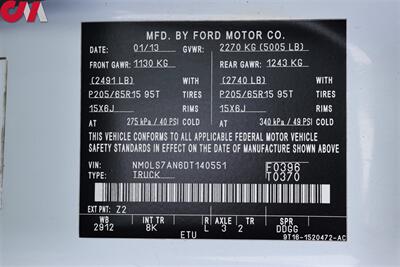 MFD. BY FORD MOTOR CO.
DATE: 01/13 GVWR: 2270 KG (5005 LB)
FRONT GAWR: 1130 KG REAR GAWR: 1243 KG
(2491 LB) WITH (2740 LB) WITH
P205/65R15 95T TIRES P205/65R15 95T TIRES
15X6J RIMS 15X6J RIMS
AT 275 kPa / 40 PSI COLD AT 340 kPa / 49 PSI COLD
THIS VEHICLE CONFORMS TO ALL APPLICABLE FEDERAL MOTOR VEHICLE
SAFETY STANDARDS IN EFFECT ON THE DATE OF MANUFACTURE SHOWN ABOVE
VIN: NM0LS7AN6DT140551 F0396
TYPE: TRUCK T0370
EXT PNT: Z2
WB INT TR R AXLE TR SPR
2912 8K L 3 2 DDGG
ETU 9T16-1520472-AC